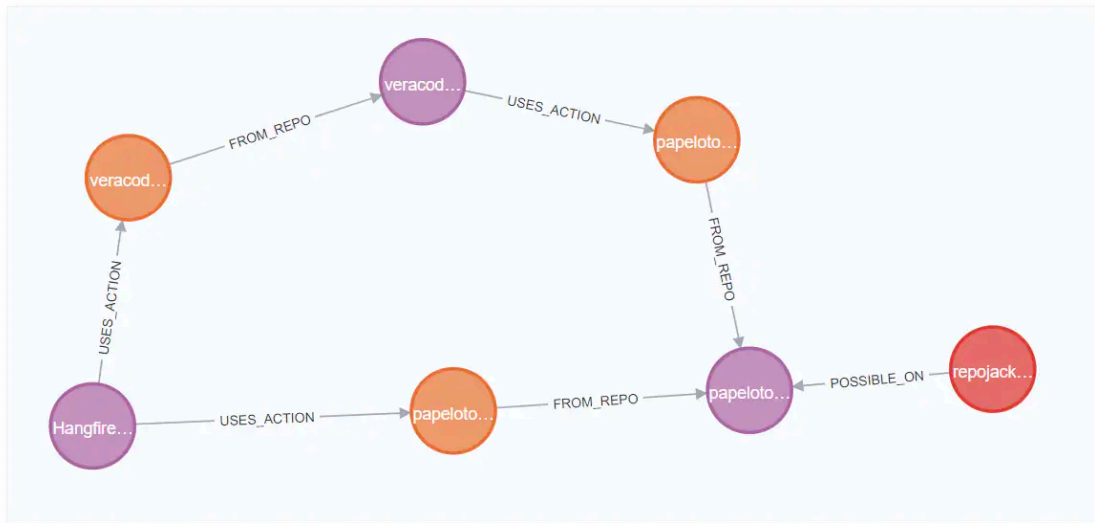 veracod...
USES_ACTION
papeloto...
FROM_REPO
veracod...
FROM_REPO
USES_ACTION
repojack...
POSSIBLE_ON
papeloto...
FROM_REPO
papeloto...
USES_ACTION
Hangfire...